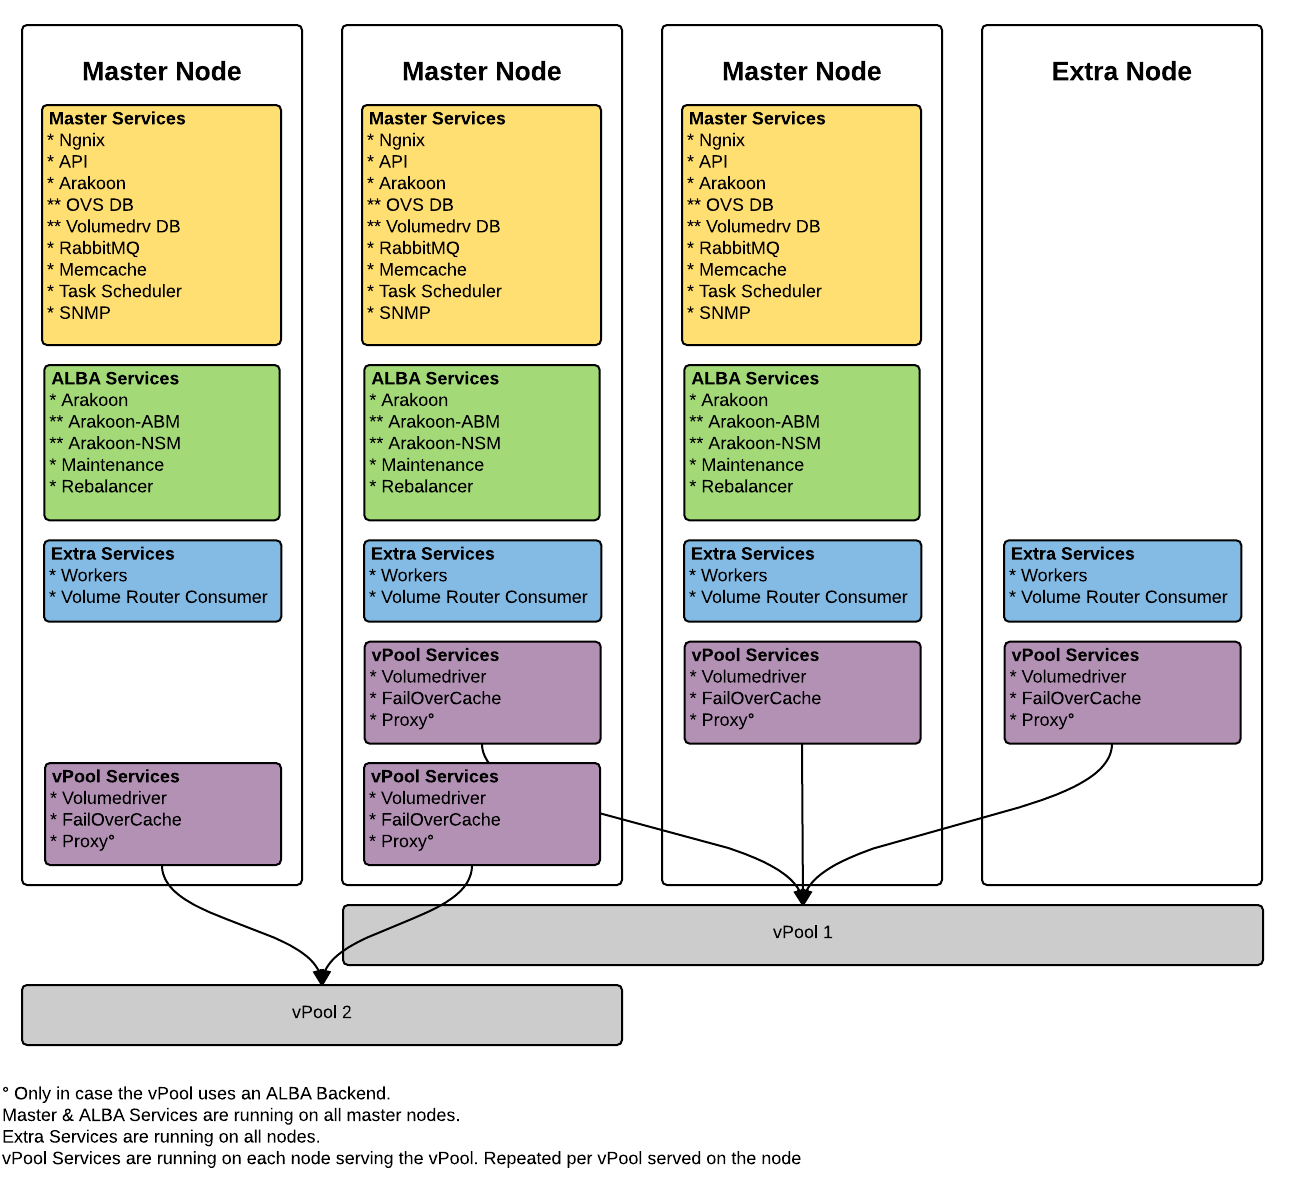 Master Node
Master Services
* Ngnix
* API
* Arakoon
** OVS DB
** Volumedrv DB
* RabbitMQ
* Memcache
* Task Scheduler
* SNMP
ALBA Services
* Arakoon
** Arakoon-ABM
** Arakoon-NSM
* Maintenance
* Rebalancer
Extra Services
* Workers
* Volume Router Consumer
vPool Services
* Volumedriver
* FailOverCache
* Proxy°
Master Node
Master Services
* Ngnix
* API
* Arakoon
** OVS DB
** Volumedrv DB
* RabbitMQ
* Memcache
* Task Scheduler
* SNMP
ALBA Services
* Arakoon
** Arakoon-ABM
** Arakoon-NSM
* Maintenance
* Rebalancer
Extra Services
* Workers
* Volume Router Consumer
vPool Services
* Volumedriver
* FailOverCache
* Proxy°
vPool Services
* Volumedriver
* FailOverCache
* Proxy°
Master Node
Master Services
* Ngnix
* API
* Arakoon
** OVS DB
** Volumedrv DB
* RabbitMQ
* Memcache
* Task Scheduler
* SNMP
ALBA Services
* Arakoon
** Arakoon-ABM
** Arakoon-NSM
* Maintenance
* Rebalancer
Extra Services
* Workers
* Volume Router Consumer
vPool Services
* Volumedriver
* FailOverCache
* Proxy°
Extra Node
Extra Services
* Workers
* Volume Router Consumer
vPool Services
* Volumedriver
* FailOverCache
* Proxy°
vPool 1
vPool 2
° Only in case the vPool uses an ALBA Backend.
Master & ALBA Services are running on all master nodes.
Extra Services are running on all nodes.
vPool Services are running on each node serving the vPool. Repeated per vPool served on the node